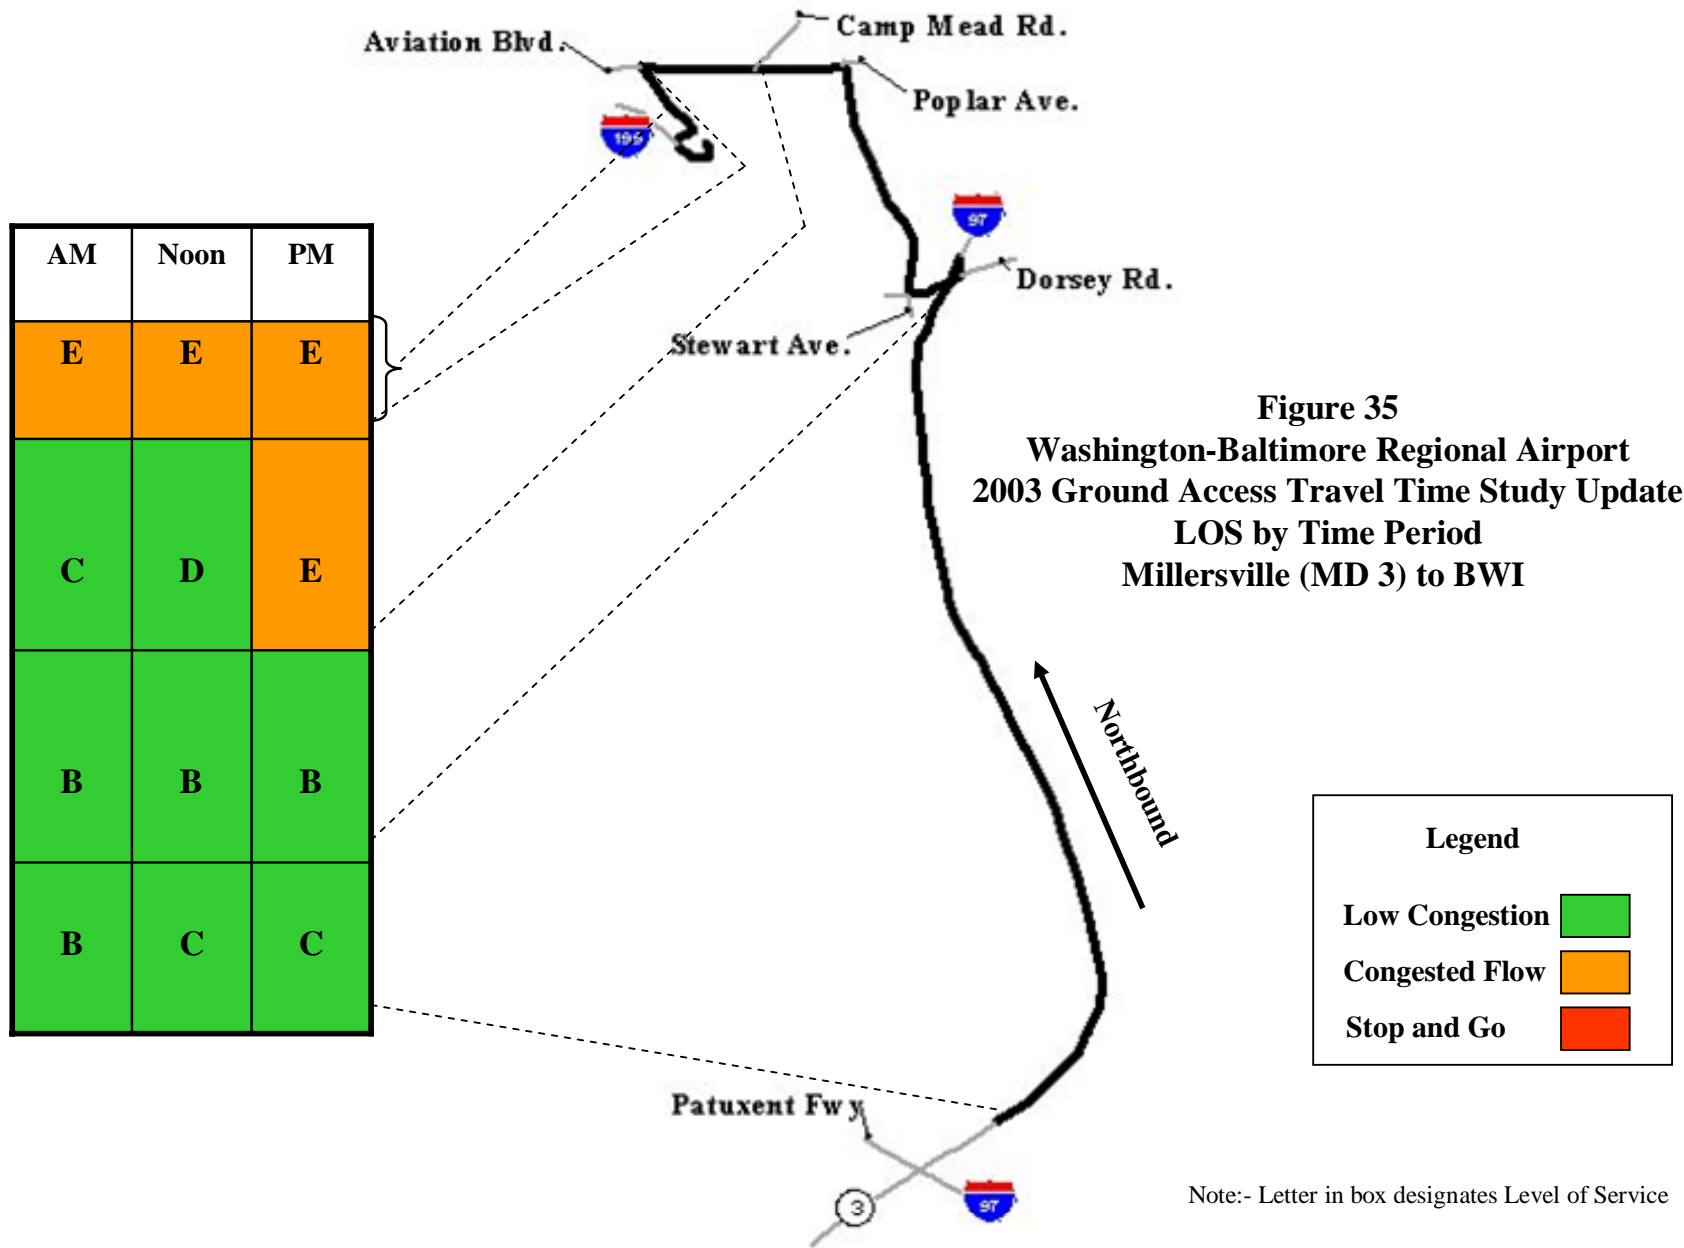 Camp Mead Rd.
Aviation Blvd.
Poplar Ave.
195
97
AM Noon PM
Dorsey Rd.
E E E
Stewart Ave.
Figure 35
Washington-Baltimore Regional Airport
2003 Ground Access Travel Time Study Update
LOS by Time Period
Millersville (MD 3) to BWI
C D E
Northbound
B B B
Legend
Low Congestion
Congested Flow
Stop and Go
B C C
Patuxent Fwy
3
97
Note:- Letter in box designates Level of Service